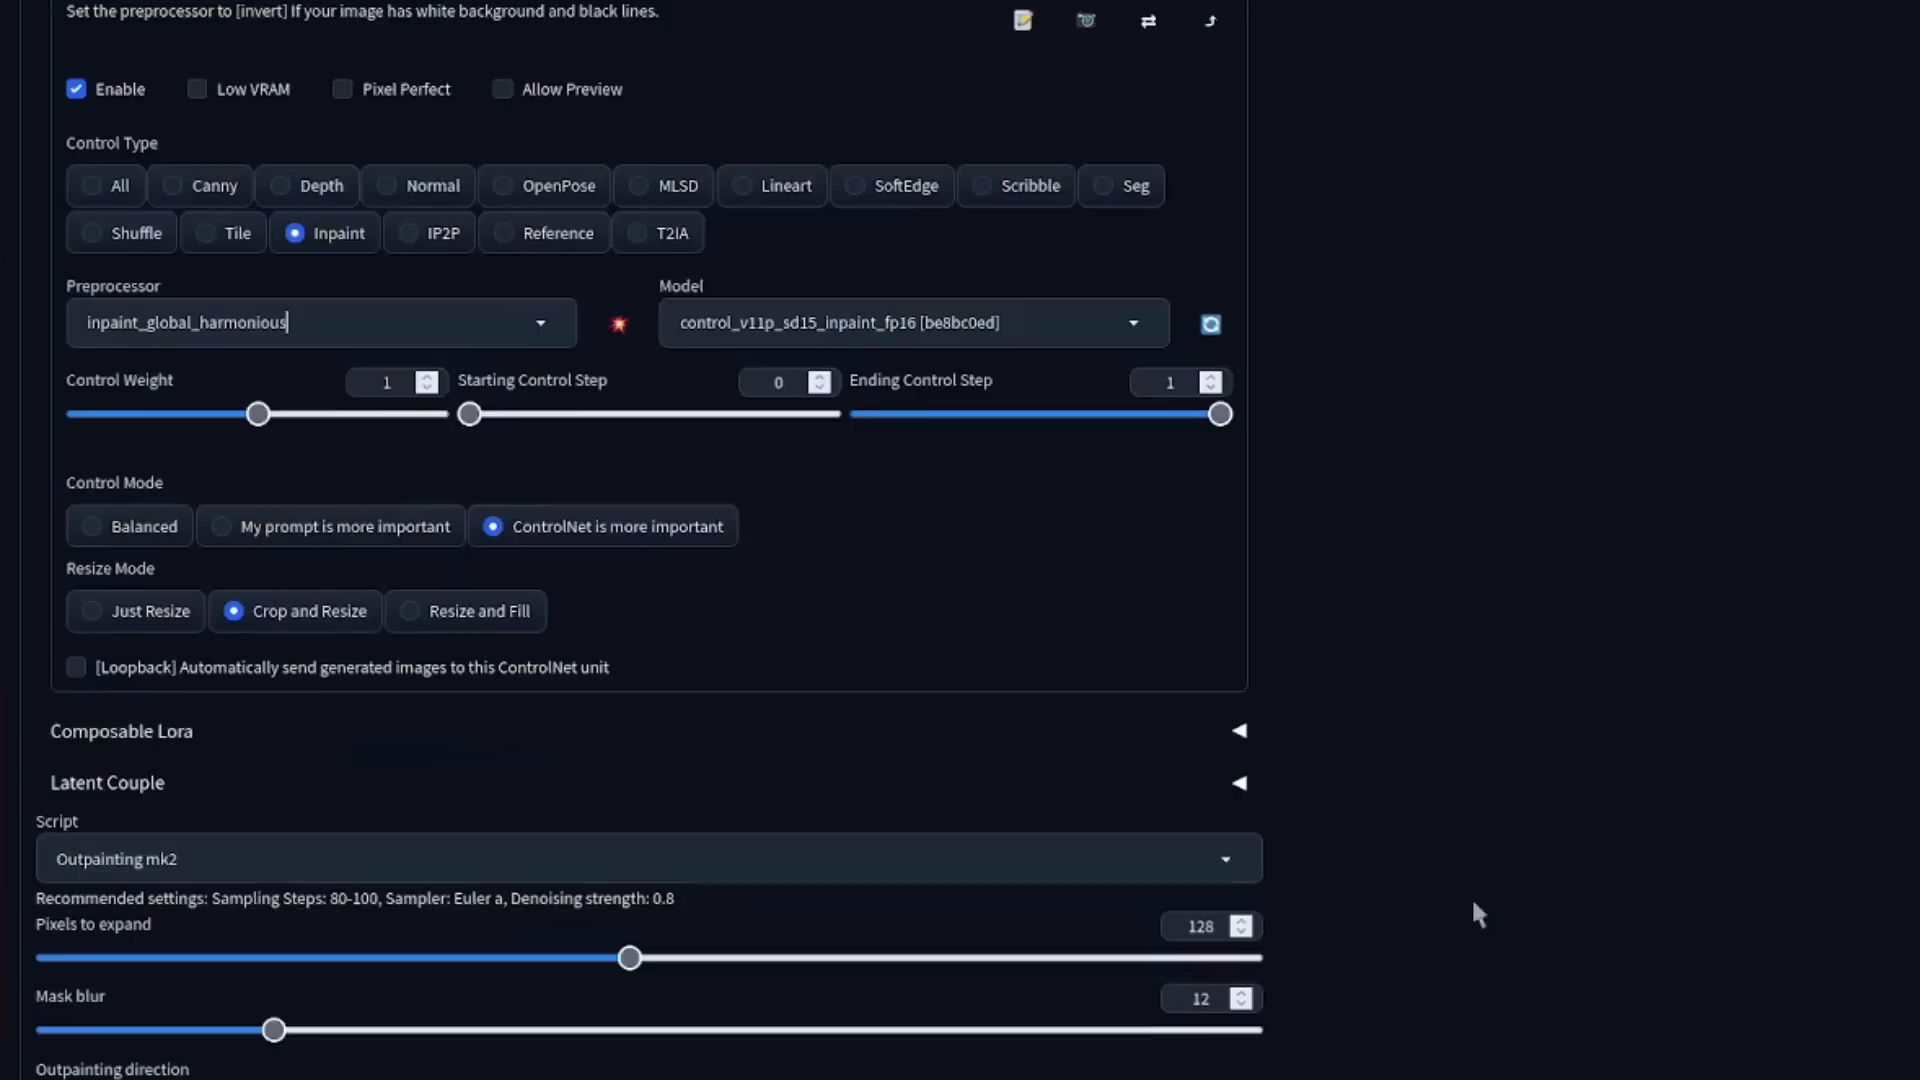 Set the preprocessor to [invert] If your image has white background and black lines.
Enable Low VRAM Pixel Perfect Allow Preview
Control Type
All Canny Depth Normal OpenPose MLSD Lineart SoftEdge Scribble Seg
Shuffle Tile Inpaint IP2P Reference T2IA
Preprocessor Model
inpaint_global_harmonious control_v11p_sd15_inpaint_fp16 [be8bc0ed]
Control Weight 1 Starting Control Step 0 Ending Control Step 1
Control Mode
Balanced My prompt is more important ControlNet is more important
Resize Mode
Just Resize Crop and Resize Resize and Fill
[Loopback] Automatically send generated images to this ControlNet unit
Composable Lora
Latent Couple
Script
Outpainting mk2
Recommended settings: Sampling Steps: 80-100, Sampler: Euler a, Denoising strength: 0.8
Pixels to expand 128
Mask blur 12
Outpainting direction